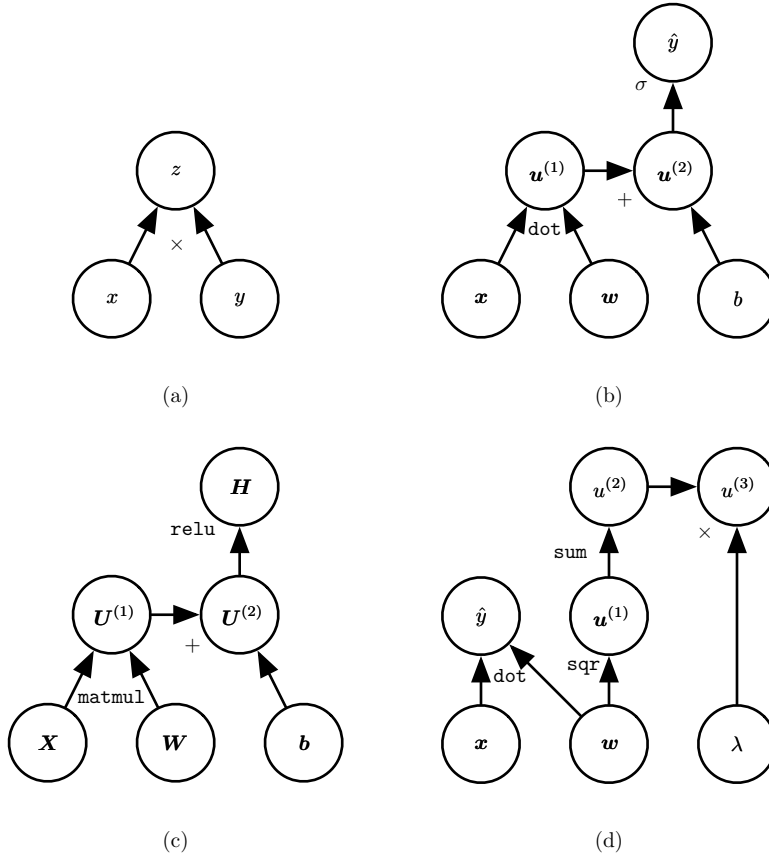 ŷ
σ
z
u⁽¹⁾ u⁽²⁾
×
dot +
x y
x w b
(a) (b)
H u⁽²⁾ u⁽³⁾
relu ×
sum
U⁽¹⁾ U⁽²⁾ ŷ u⁽¹⁾
+
matmul dot sqr
X W b x w λ
(c) (d)